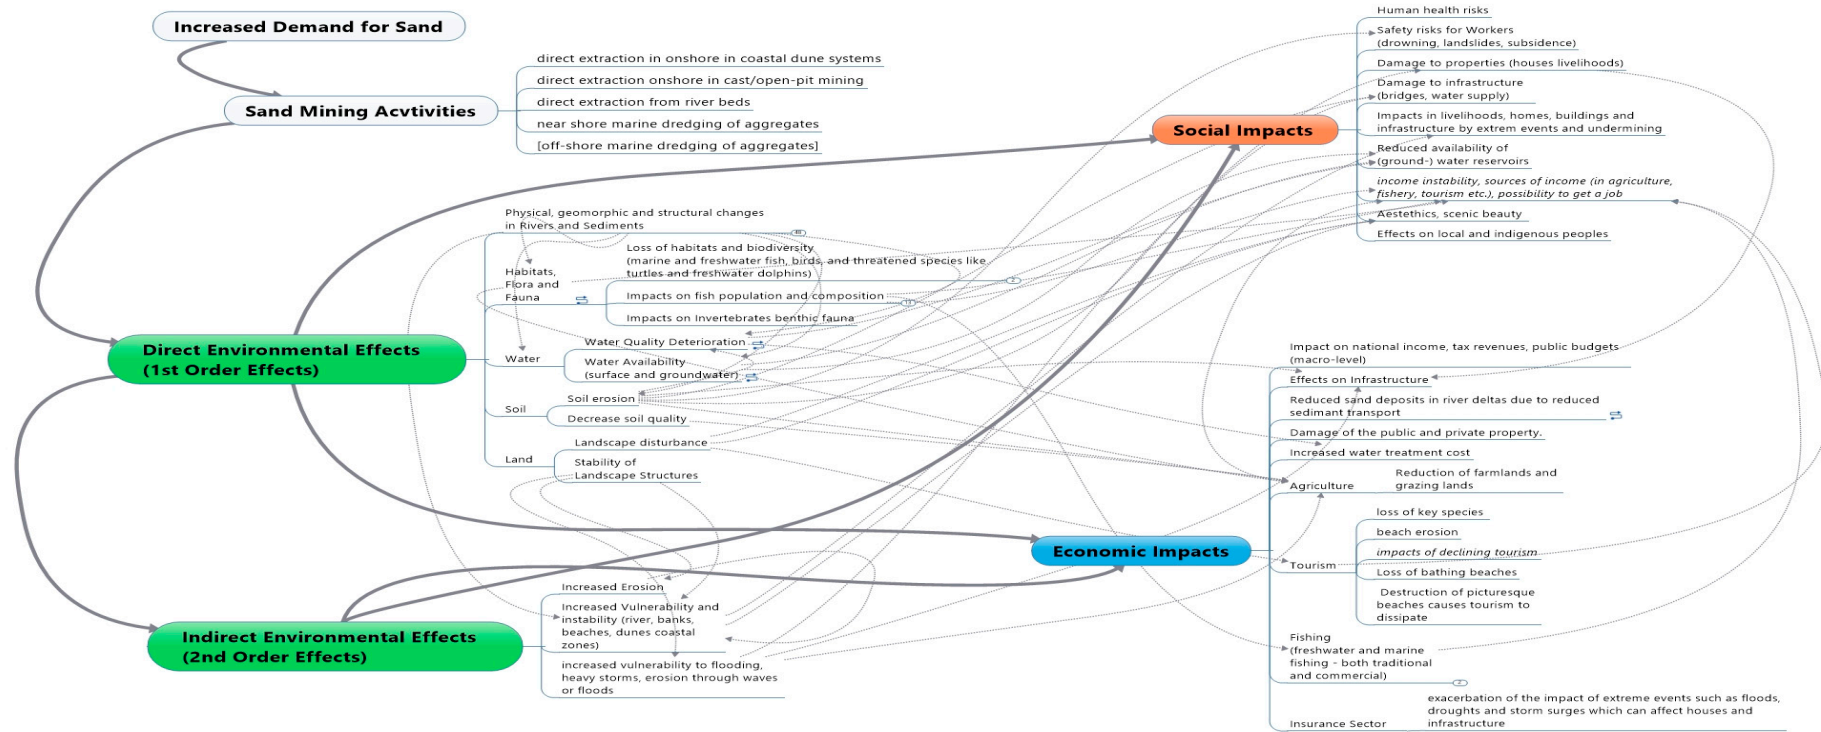 Increased Demand for Sand
Sand Mining Acvtivities
direct extraction in onshore in coastal dune systems
direct extraction onshore in cast/open-pit mining
direct extraction from river beds
near shore marine dredging of aggregates
[off-shore marine dredging of aggregates]
Direct Environmental Effects
(1st Order Effects)
Physical, geomorphic and structural changes
in Rivers and Sediments
Habitats,
Flora and
Fauna
Loss of habitats and biodiversity
(marine and freshwater fish, birds, and threatened species like
turtles and freshwater dolphins)
2
Impacts on fish population and composition
Impacts on Invertebrates benthic fauna
Water
Water Quality Deterioration
Water Availability
(surface and groundwater)
Soil
Soil erosion
Decrease soil quality
Land
Landscape disturbance
Stability of
Landscape Structures
Indirect Environmental Effects
(2nd Order Effects)
Increased Erosion
Increased Vulnerability and
instability (river, banks,
beaches, dunes coastal
zones)
increased vulnerability to flooding,
heavy storms, erosion through waves
or floods
Social Impacts
Human health risks
Safety risks for Workers
(drowning, landslides, subsidence)
Damage to properties (houses livelihoods)
Damage to infrastructure
(bridges, water supply)
Impacts in livelihoods, homes, buildings and
infrastructure by extrem events and undermining
Reduced availability of
(ground-) water reservoirs
income instability, sources of income (in agriculture,
fishery, tourism etc.), possibility to get a job
Aestethics, scenic beauty
Effects on local and indigenous peoples
Economic Impacts
Impact on national income, tax revenues, public budgets
(macro-level)
Effects on Infrastructure
Reduced sand deposits in river deltas due to reduced
sedimant transport
Damage of the public and private property.
Increased water treatment cost
Agriculture
Reduction of farmlands and
grazing lands
Tourism
loss of key species
beach erosion
impacts of declining tourism
Loss of bathing beaches
Destruction of picturesque
beaches causes tourism to
dissipate
Fishing
(freshwater and marine
fishing - both traditional
and commercial)
2
Insurance Sector
exacerbation of the impact of extreme events such as floods,
droughts and storm surges which can affect houses and
infrastructure